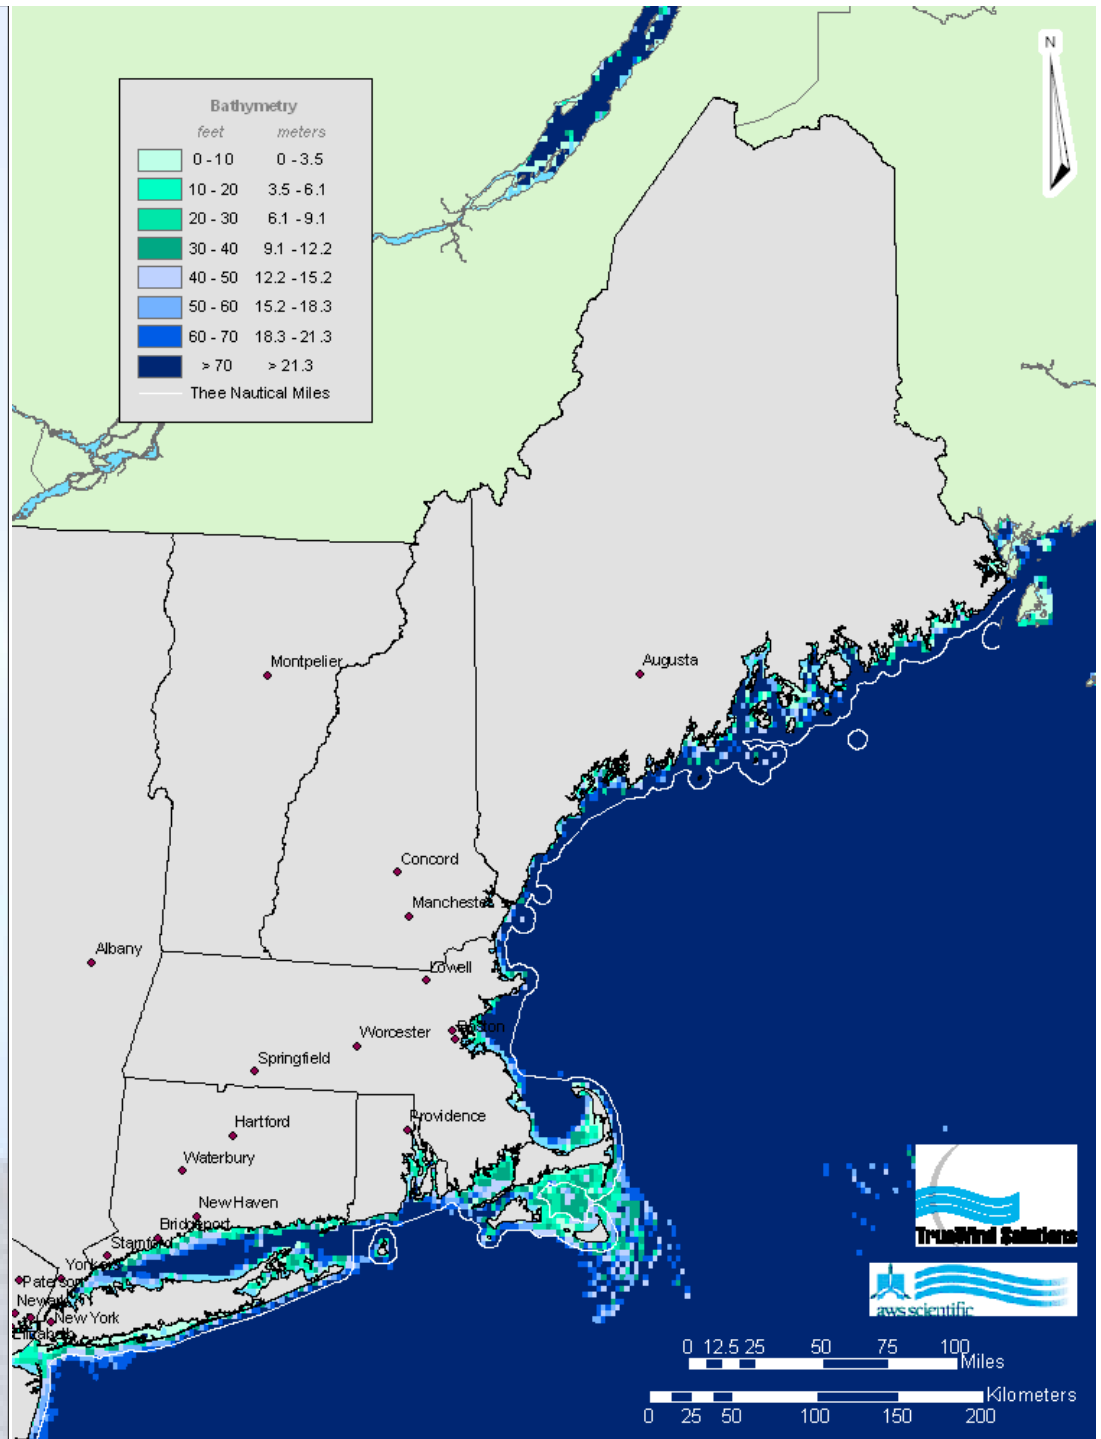 N
Bathymetry
feet meters
0 - 10 0 - 3.5
10 - 20 3.5 - 6.1
20 - 30 6.1 - 9.1
30 - 40 9.1 - 12.2
40 - 50 12.2 - 15.2
50 - 60 15.2 - 18.3
60 - 70 18.3 - 21.3
> 70 > 21.3
Thee Nautical Miles
Montpelier
Augusta
Concord
Manchester
Albany
Lowell
Boston
Worcester
Springfield
Providence
Hartford
Waterbury
New Haven
Bridgeport
Stamford
Yonkers
Paterson
Newark
New York
Elizabeth
TrueWind Solutions
aws scientific
0 12.5 25 50 75 100
Miles
Kilometers
0 25 50 100 150 200